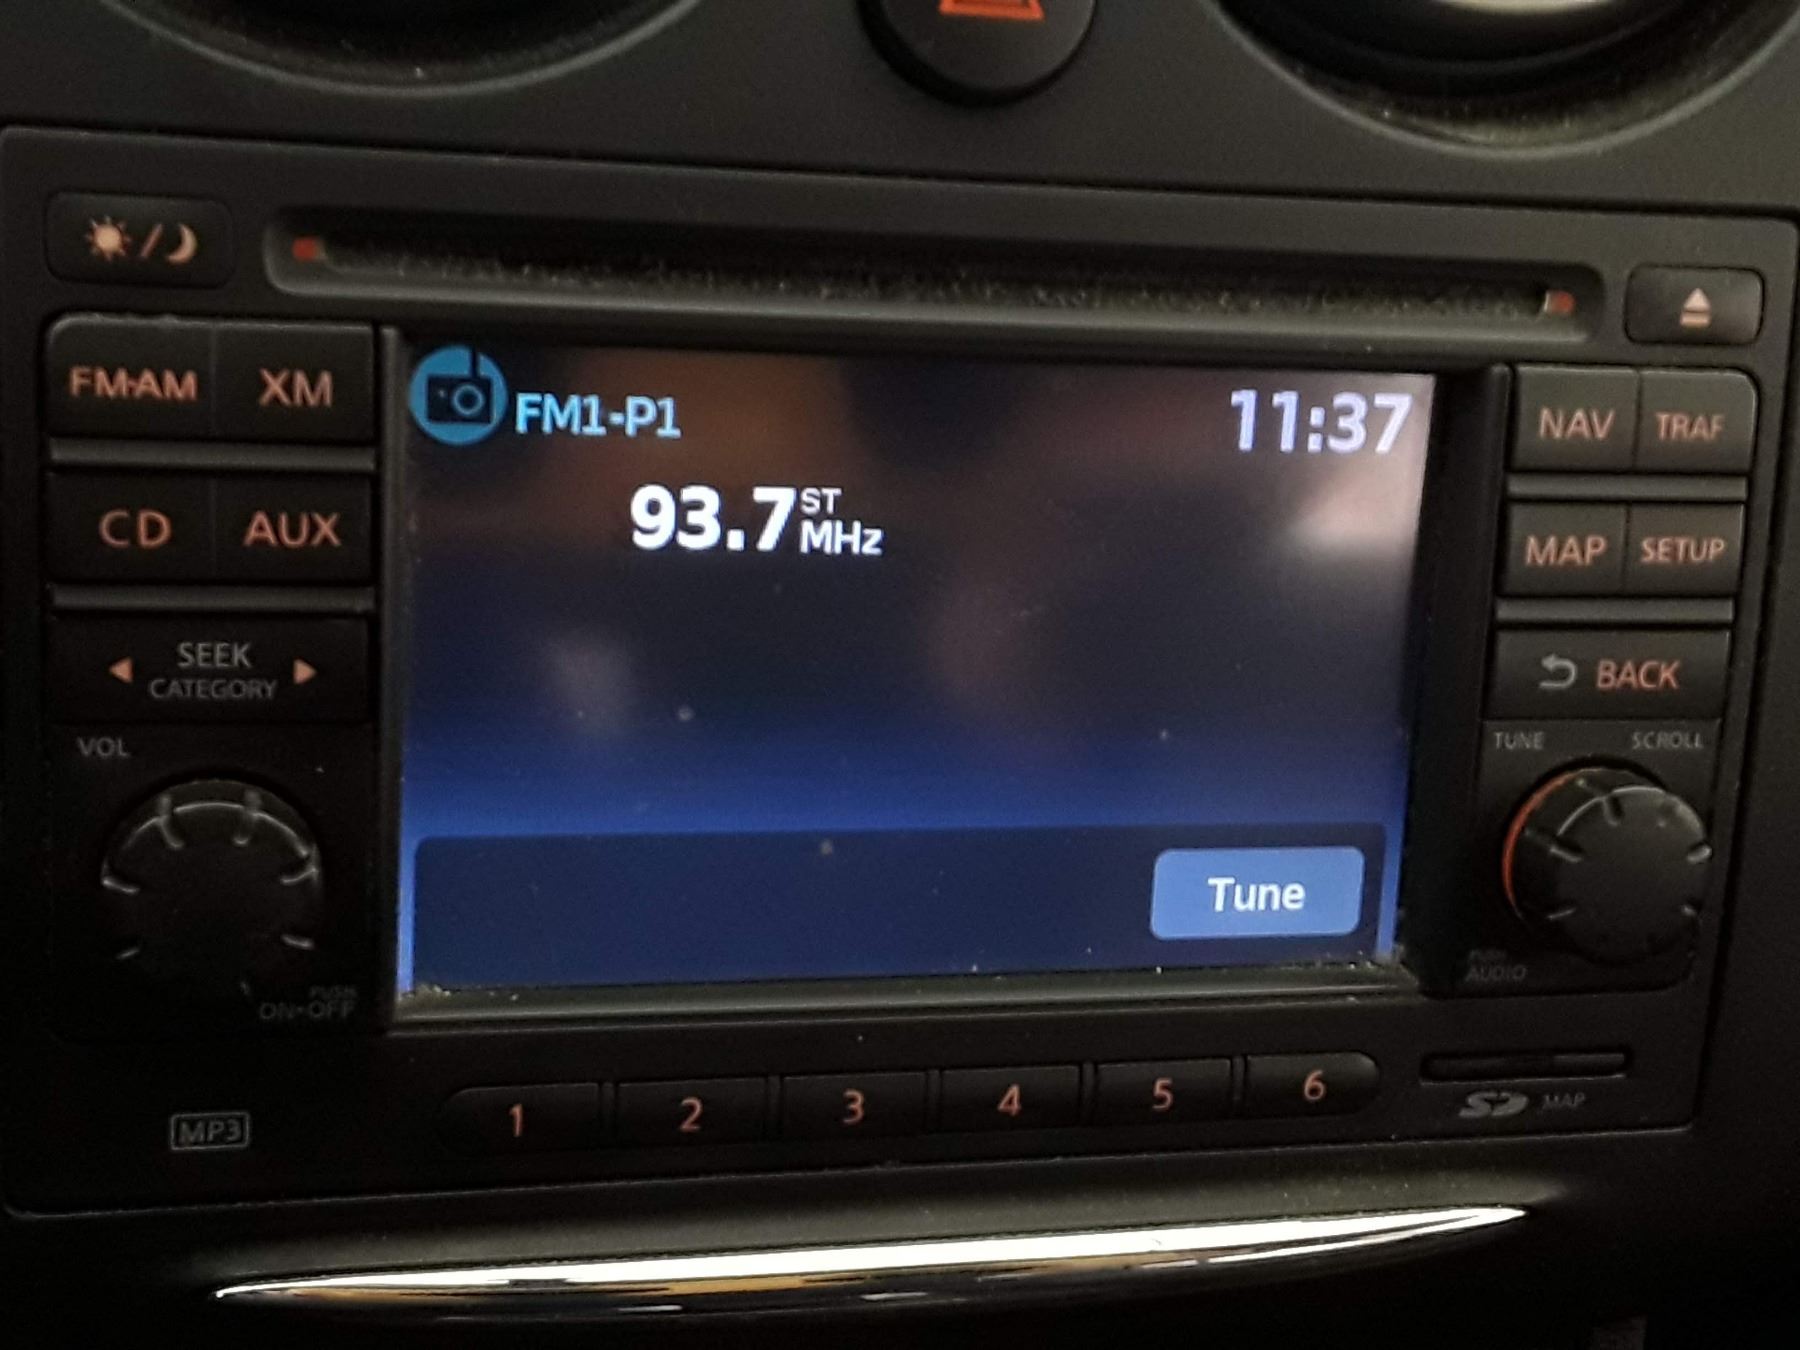 FM·AM XM
CD AUX
SEEK
CATEGORY
VOL
PUSH
ON•OFF
MP3
FM1-P1
11:37
93.7 ST
MHz
Tune
NAV TRAF
MAP SETUP
BACK
TUNE SCROLL
PUSH
AUDIO
1 2 3 4 5 6
SD MAP